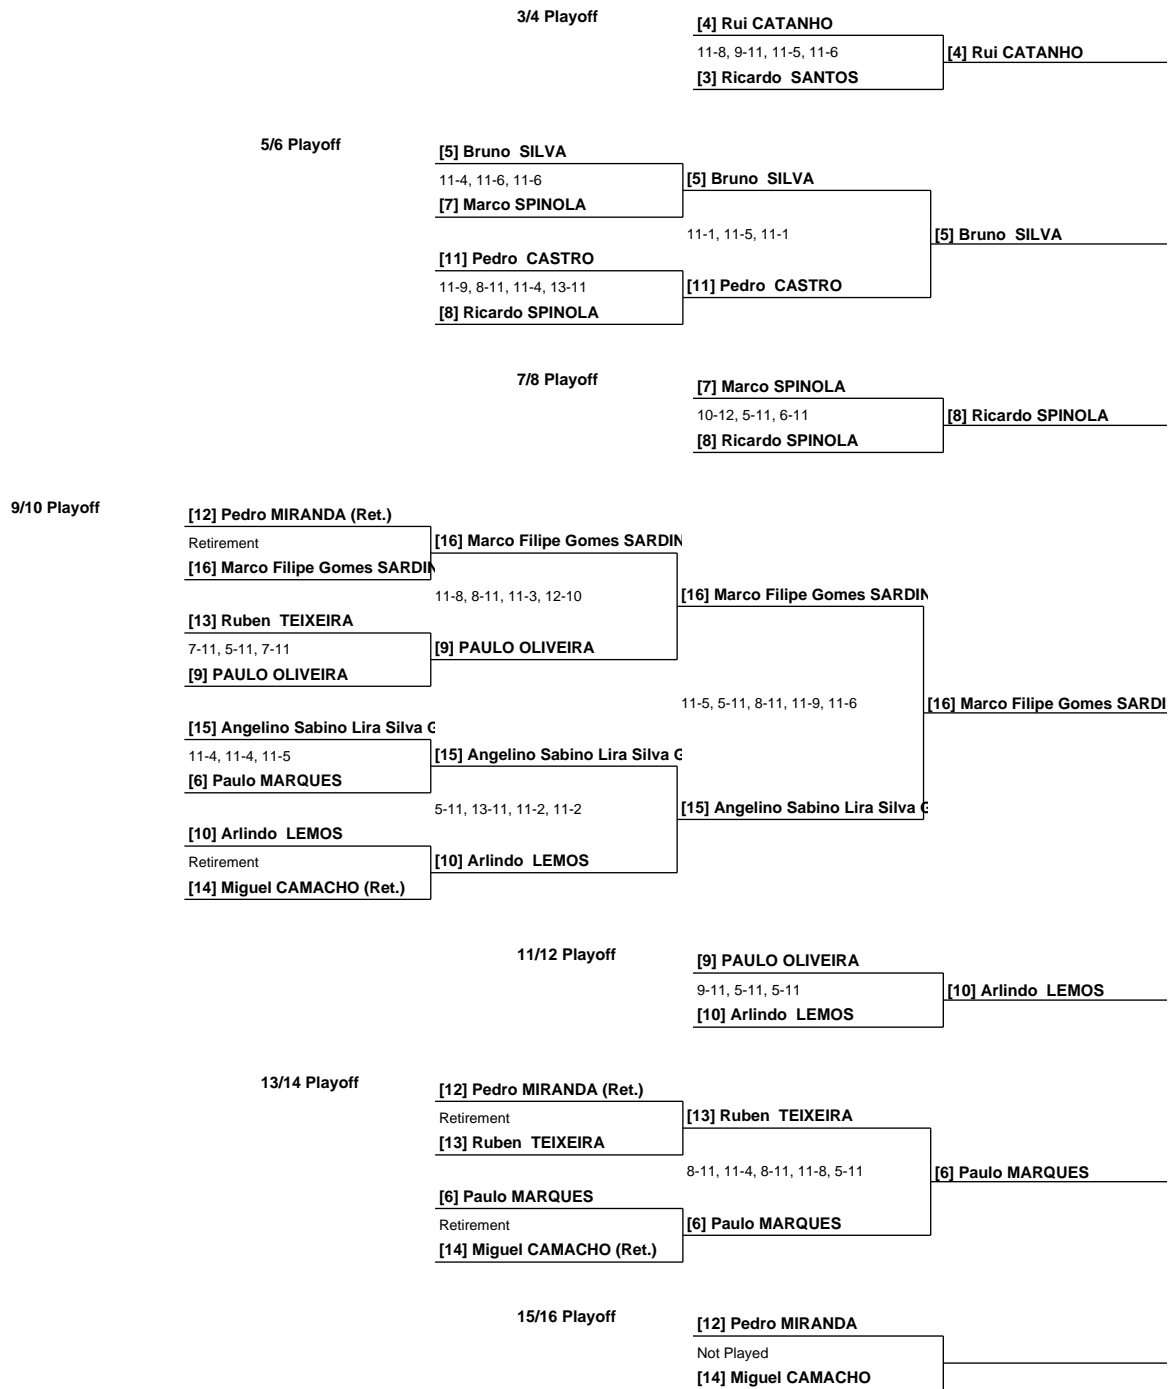 3/4 Playoff
[4] Rui CATANHO
11-8, 9-11, 11-5, 11-6
[4] Rui CATANHO
[3] Ricardo SANTOS
5/6 Playoff
[5] Bruno SILVA
11-4, 11-6, 11-6
[5] Bruno SILVA
[7] Marco SPINOLA
11-1, 11-5, 11-1
[5] Bruno SILVA
[11] Pedro CASTRO
11-9, 8-11, 11-4, 13-11
[11] Pedro CASTRO
[8] Ricardo SPINOLA
7/8 Playoff
[7] Marco SPINOLA
10-12, 5-11, 6-11
[8] Ricardo SPINOLA
[8] Ricardo SPINOLA
9/10 Playoff
[12] Pedro MIRANDA (Ret.)
Retirement
[16] Marco Filipe Gomes SARDIN
[16] Marco Filipe Gomes SARDIN
11-8, 8-11, 11-3, 12-10
[16] Marco Filipe Gomes SARDIN
[13] Ruben TEIXEIRA
7-11, 5-11, 7-11
[9] PAULO OLIVEIRA
[9] PAULO OLIVEIRA
11-5, 5-11, 8-11, 11-9, 11-6
[16] Marco Filipe Gomes SARDI
[15] Angelino Sabino Lira Silva G
11-4, 11-4, 11-5
[15] Angelino Sabino Lira Silva G
[6] Paulo MARQUES
5-11, 13-11, 11-2, 11-2
[15] Angelino Sabino Lira Silva G
[10] Arlindo LEMOS
Retirement
[10] Arlindo LEMOS
[14] Miguel CAMACHO (Ret.)
11/12 Playoff
[9] PAULO OLIVEIRA
9-11, 5-11, 5-11
[10] Arlindo LEMOS
[10] Arlindo LEMOS
13/14 Playoff
[12] Pedro MIRANDA (Ret.)
Retirement
[13] Ruben TEIXEIRA
[13] Ruben TEIXEIRA
8-11, 11-4, 8-11, 11-8, 5-11
[6] Paulo MARQUES
[6] Paulo MARQUES
Retirement
[6] Paulo MARQUES
[14] Miguel CAMACHO (Ret.)
15/16 Playoff
[12] Pedro MIRANDA
Not Played
[14] Miguel CAMACHO